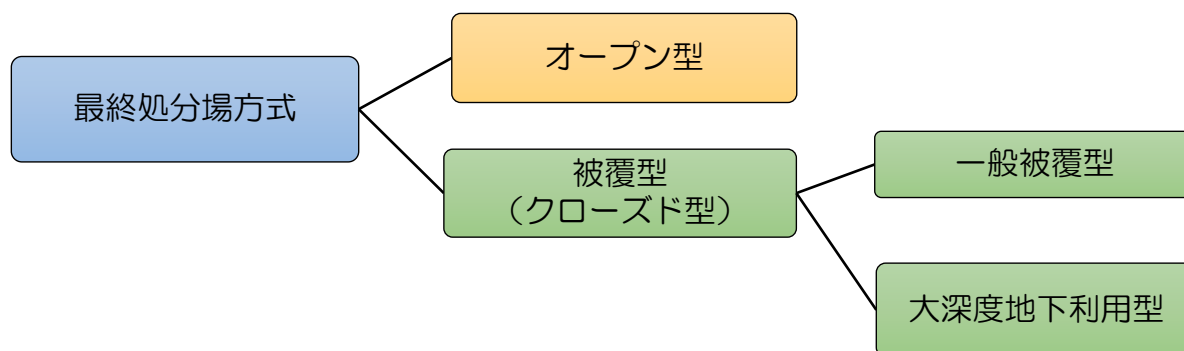 オープン型
最終処分場方式
被覆型
（クローズド型）
一般被覆型
大深度地下利用型